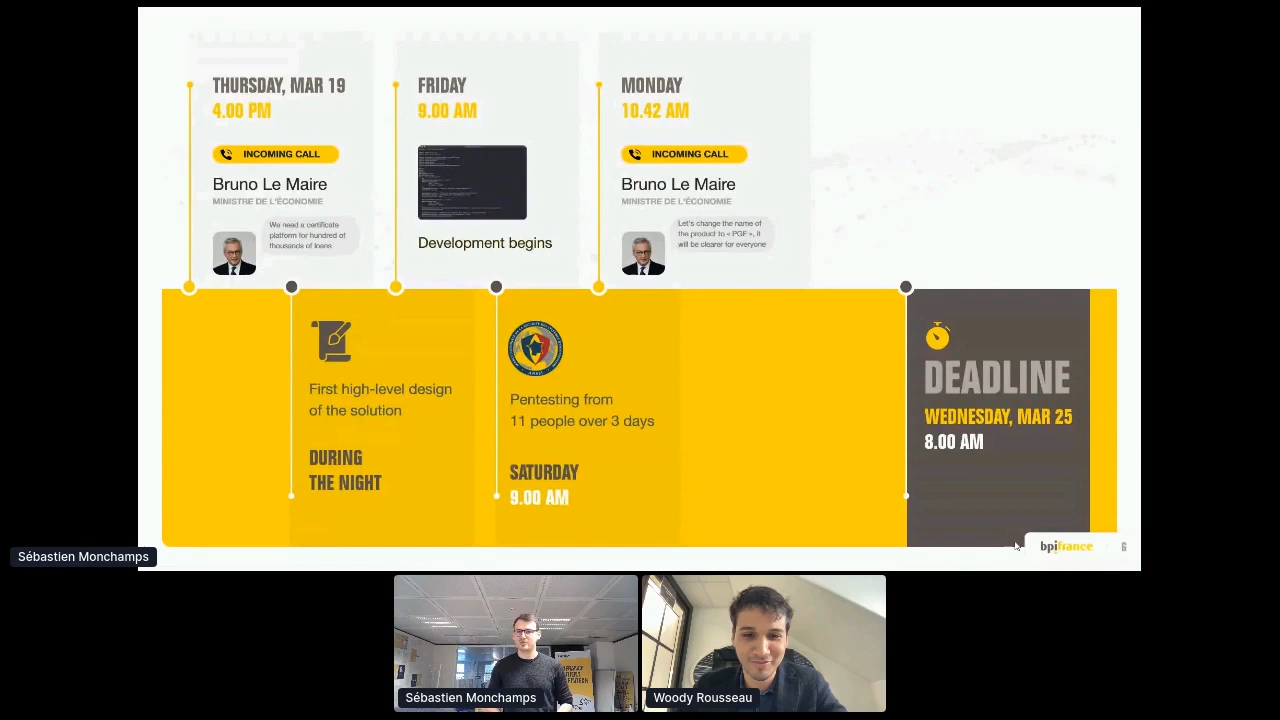 THURSDAY, MAR 19
4.00 PM
INCOMING CALL
Bruno Le Maire
MINISTRE DE L'ÉCONOMIE
We need a certificate
platform for hundred of
thousands of loans
FRIDAY
9.00 AM
Development begins
MONDAY
10.42 AM
INCOMING CALL
Bruno Le Maire
MINISTRE DE L'ÉCONOMIE
Let's change the name of
the product to « PGE », it
will be clearer for everyone
First high-level design
of the solution
DURING
THE NIGHT
Pentesting from
11 people over 3 days
SATURDAY
9.00 AM
DEADLINE
WEDNESDAY, MAR 25
8.00 AM
bpifrance
6
Sébastien Monchamps
Sébastien Monchamps
Woody Rousseau